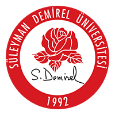 SÜLEYMAN DEMİREL ÜNİVERSİTESİ
S. Demirel
1992